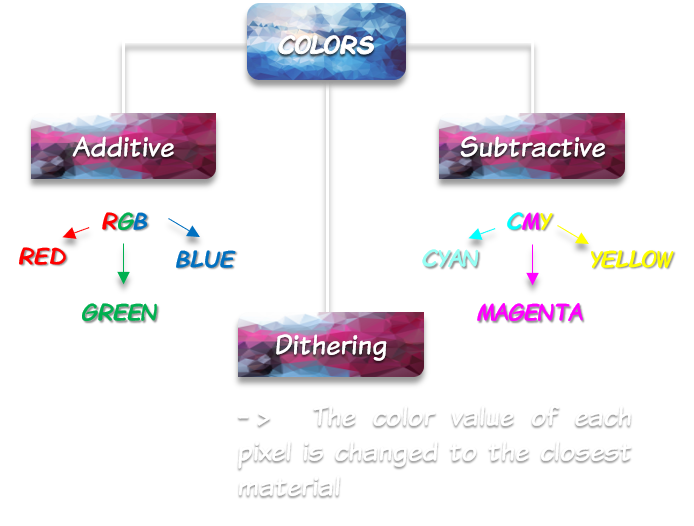 COLORS
Additive
Subtractive
RGB
CMY
RED
BLUE
CYAN
YELLOW
GREEN
MAGENTA
Dithering
-> The color value of each
pixel is changed to the closest
material